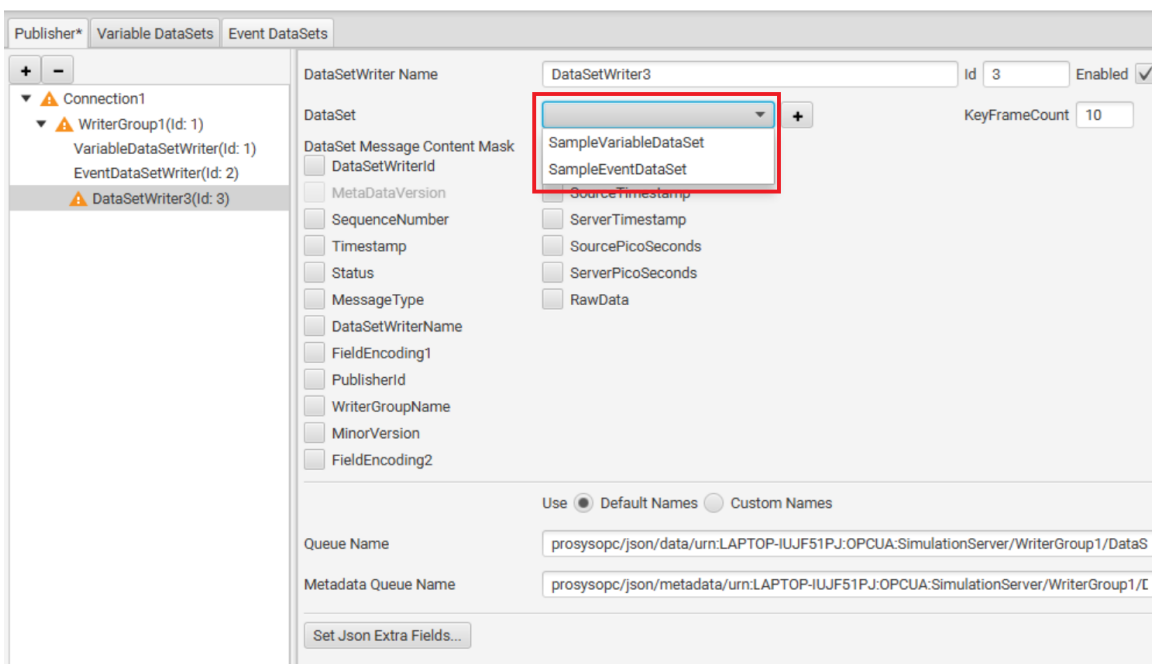 Publisher* Variable DataSets Event DataSets
+ -
Connection1
WriterGroup1(Id: 1)
VariableDataSetWriter(Id: 1)
EventDataSetWriter(Id: 2)
DataSetWriter3(Id: 3)
DataSetWriter Name DataSetWriter3 Id 3 Enabled
DataSet + KeyFrameCount 10
SampleVariableDataSet
SampleEventDataSet
DataSet Message Content Mask
DataSetWriterId
MetaDataVersion SourceTimestamp
SequenceNumber ServerTimestamp
Timestamp SourcePicoSeconds
Status ServerPicoSeconds
MessageType RawData
DataSetWriterName
FieldEncoding1
PublisherId
WriterGroupName
MinorVersion
FieldEncoding2
Use Default Names Custom Names
Queue Name prosysopc/json/data/urn:LAPTOP-IUJF51PJ:OPCUA:SimulationServer/WriterGroup1/DataS
Metadata Queue Name prosysopc/json/metadata/urn:LAPTOP-IUJF51PJ:OPCUA:SimulationServer/WriterGroup1/D
Set Json Extra Fields...